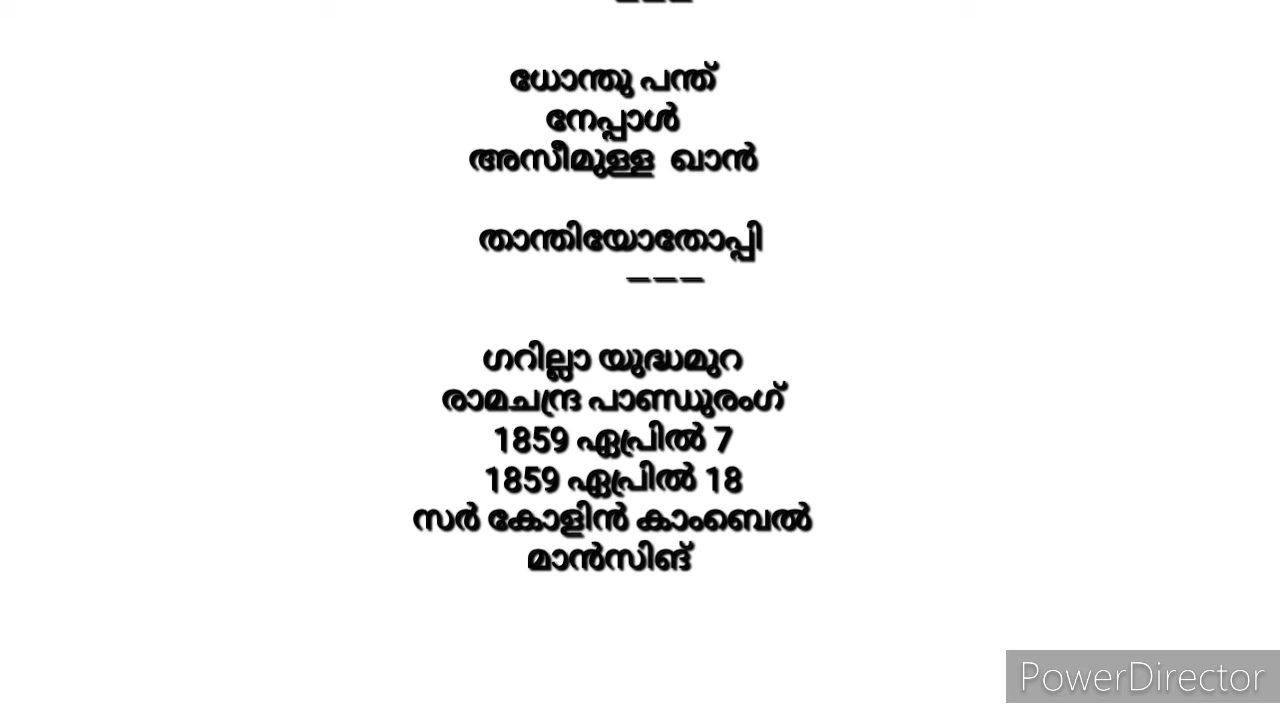 ധോന്തു പന്ത്
നേപ്പാൾ
അസീമുള്ള ഖാൻ
താന്തിയോതോപ്പി
———
ഗറില്ലാ യുദ്ധമുറ
രാമചന്ദ്ര പാണ്ഡുരംഗ്
1859 ഏപ്രിൽ 7
1859 ഏപ്രിൽ 18
സർ കോളിൻ കാംബെൽ
മാൻസിങ്
PowerDirector